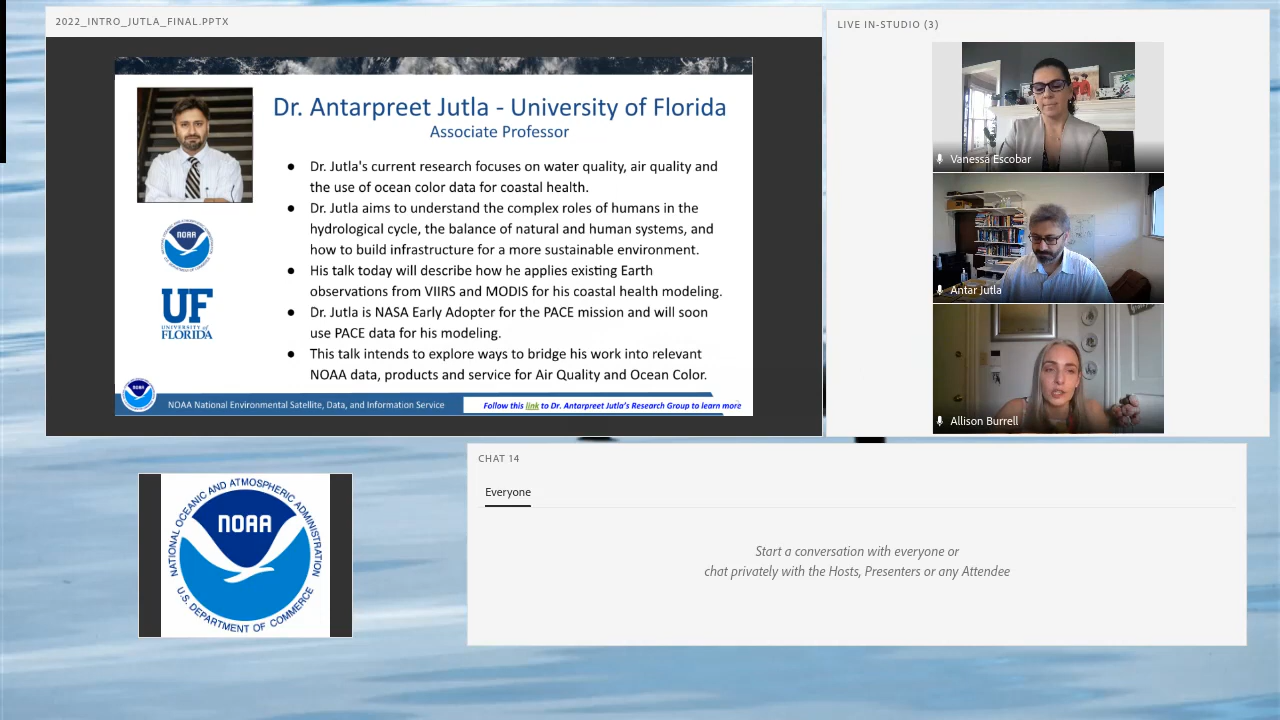 2022_INTRO_JUTLA_FINAL.PPTX
Dr. Antarpreet Jutla - University of Florida
Associate Professor
● Dr. Jutla's current research focuses on water quality, air quality and
the use of ocean color data for coastal health.
● Dr. Jutla aims to understand the complex roles of humans in the
hydrological cycle, the balance of natural and human systems, and
how to build infrastructure for a more sustainable environment.
● His talk today will describe how he applies existing Earth
observations from VIIRS and MODIS for his coastal health modeling.
● Dr. Jutla is NASA Early Adopter for the PACE mission and will soon
use PACE data for his modeling.
● This talk intends to explore ways to bridge his work into relevant
NOAA data, products and service for Air Quality and Ocean Color.
NOAA
UF
UNIVERSITY of
FLORIDA
NOAA
NOAA National Environmental Satellite, Data, and Information Service
Follow this link to Dr. Antarpreet Jutla's Research Group to learn more
LIVE IN-STUDIO (3)
Vanessa Escobar
Antar Jutla
Allison Burrell
NATIONAL OCEANIC AND ATMOSPHERIC ADMINISTRATION
NOAA
U.S. DEPARTMENT OF COMMERCE
CHAT 14
Everyone
Start a conversation with everyone or
chat privately with the Hosts, Presenters or any Attendee